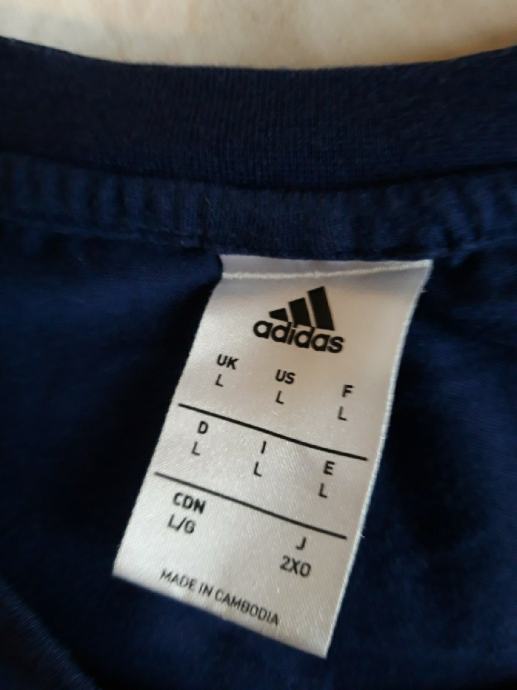 adidas
UK US F
L L L
D I E
L L L
CDN J
L/G 2XO
MADE IN CAMBODIA